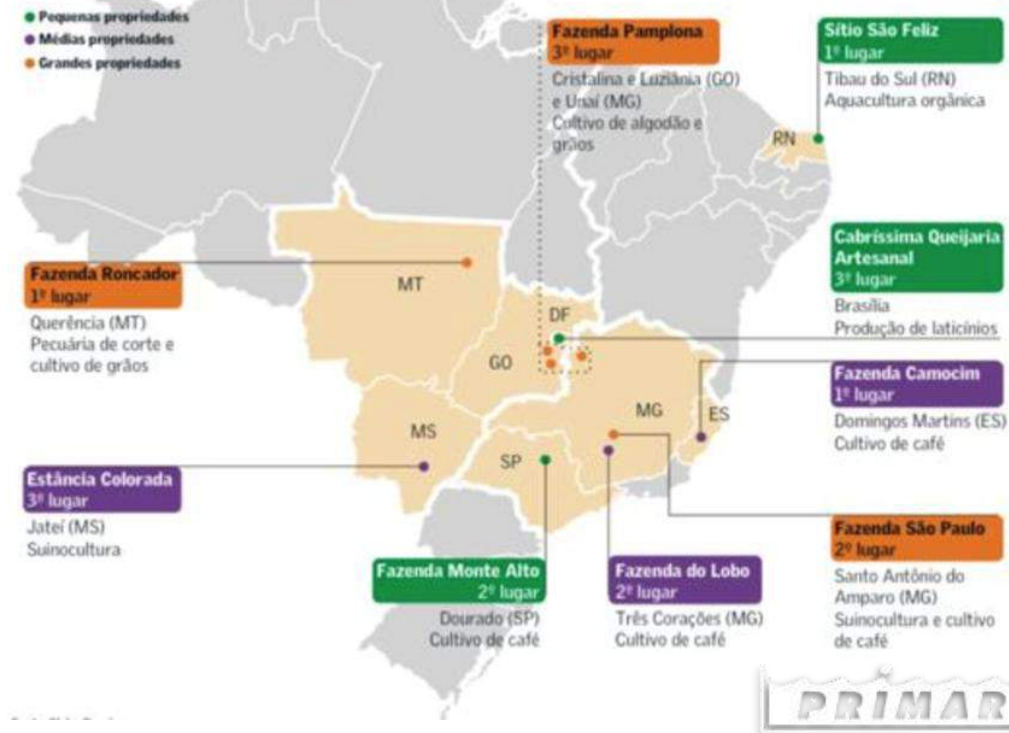 Pequenas propriedades
Médias propriedades
Grandes propriedades
Fazenda Pamplona
3º lugar
Cristalina e Luziânia (GO)
e Unaí (MG)
Cultivo de algodão e
grãos
Sítio São Feliz
1º lugar
Tibau do Sul (RN)
Aquacultura orgânica
RN
Cabríssima Queijaria
Artesanal
3º lugar
Brasília
Produção de laticínios
Fazenda Roncador
1º lugar
Querência (MT)
Pecuária de corte e
cultivo de grãos
MT
DF
GO
Fazenda Camocim
1º lugar
Domingos Martins (ES)
Cultivo de café
MG
ES
MS
SP
Estância Colorada
3º lugar
Jateí (MS)
Suinocultura
Fazenda Monte Alto
2º lugar
Dourado (SP)
Cultivo de café
Fazenda do Lobo
2º lugar
Três Corações (MG)
Cultivo de café
Fazenda São Paulo
2º lugar
Santo Antônio do
Amparo (MG)
Suinocultura e cultivo
de café
PRIMAR